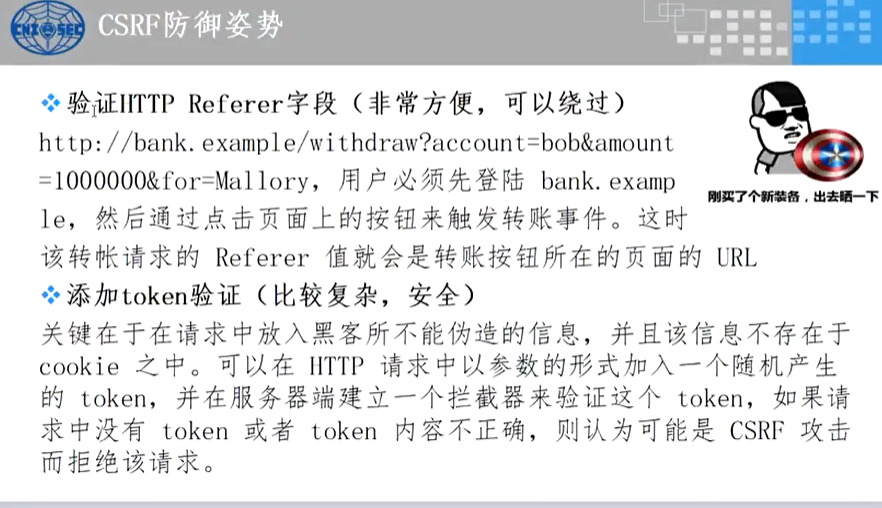 CNITSEC
CSRF防御姿势
验证HTTP Referer字段（非常方便，可以绕过）
http://bank.example/withdraw?account=bob&amount
=1000000&for=Mallory，用户必须先登陆 bank.examp
le，然后通过点击页面上的按钮来触发转账事件。这时
该转帐请求的 Referer 值就会是转账按钮所在的页面的 URL
刚买了个新装备，出去晒一下
添加token验证（比较复杂，安全）
关键在于在请求中放入黑客所不能伪造的信息，并且该信息不存在于
cookie 之中。可以在 HTTP 请求中以参数的形式加入一个随机产生
的 token，并在服务器端建立一个拦截器来验证这个 token，如果请
求中没有 token 或者 token 内容不正确，则认为可能是 CSRF 攻击
而拒绝该请求。